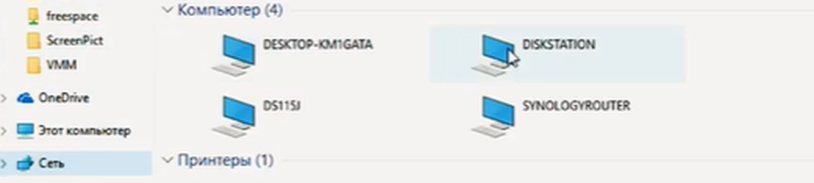 freespace
ScreenPict
VMM
OneDrive
Этот компьютер
Сеть
Компьютер (4)
DESKTOP-KM1GATA
DISKSTATION
DS115J
SYNOLOGYROUTER
Принтеры (1)